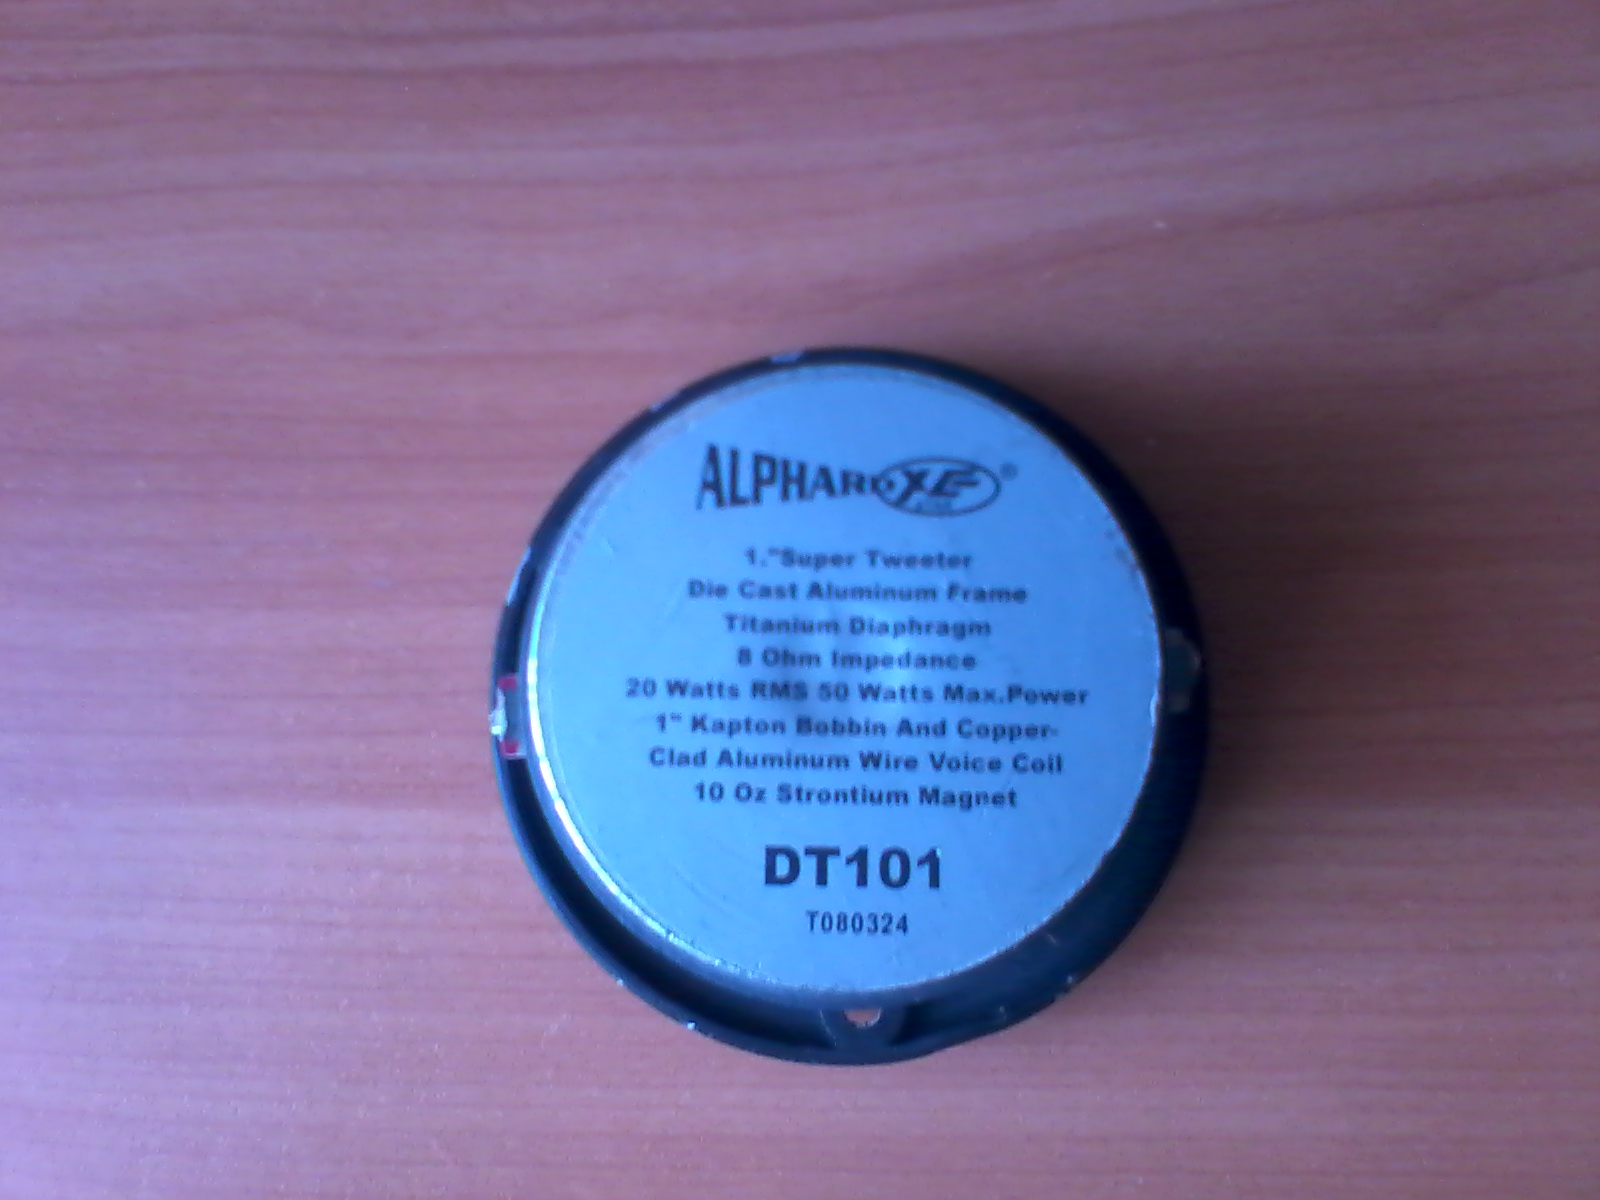 ALPHARD ®
1."Super Tweeter
Die Cast Aluminum Frame
Titanium Diaphragm
8 Ohm Impedance
20 Watts RMS 50 Watts Max.Power
1" Kapton Bobbin And Copper-
Clad Aluminum Wire Voice Coil
10 Oz Strontium Magnet
DT101
T080324